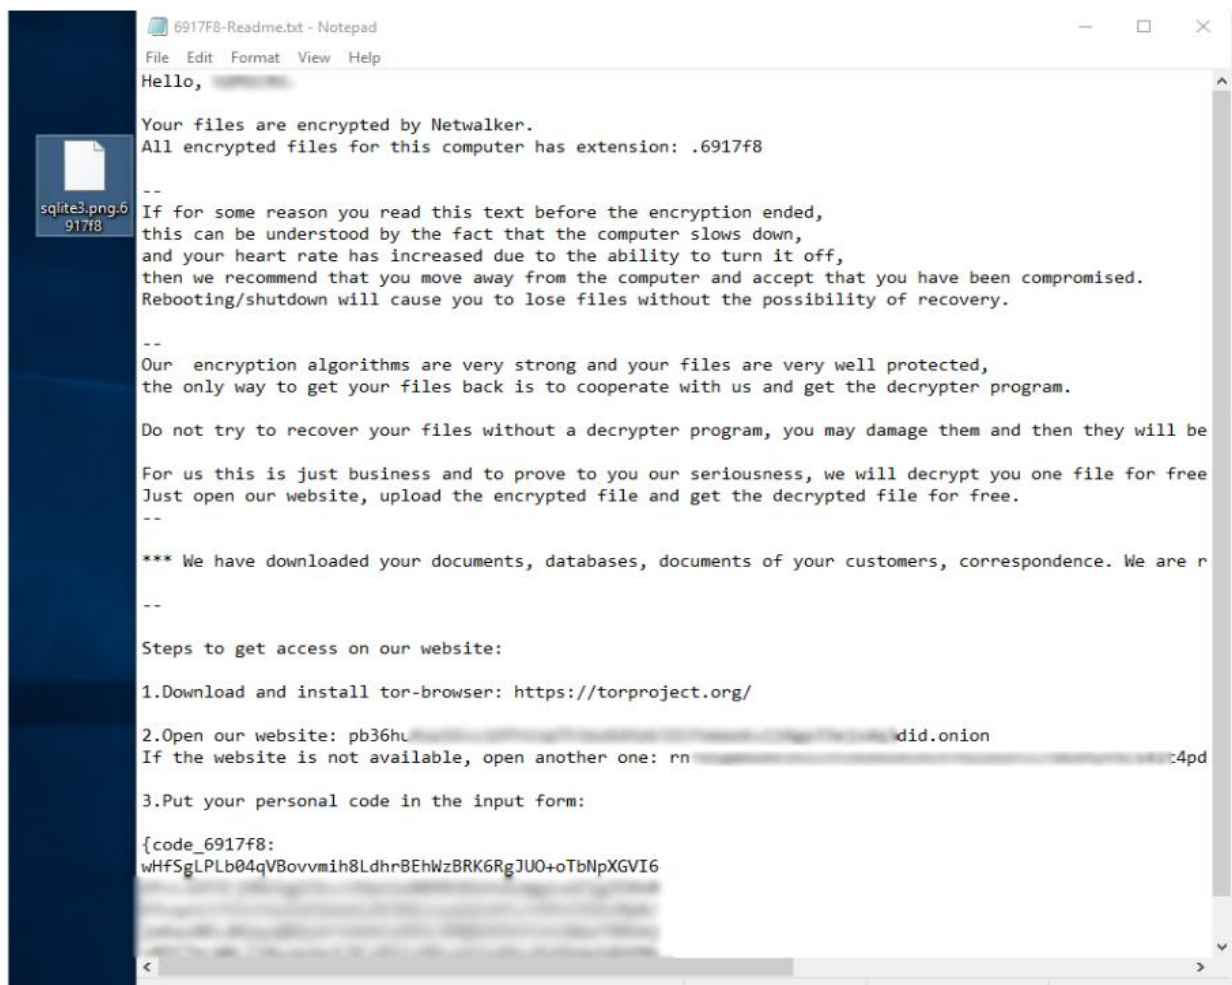 6917F8-Readme.txt - Notepad
File Edit Format View Help
Hello,
Your files are encrypted by Netwalker.
All encrypted files for this computer has extension: .6917f8
--
sqlite3.png.6
917f8
If for some reason you read this text before the encryption ended,
this can be understood by the fact that the computer slows down,
and your heart rate has increased due to the ability to turn it off,
then we recommend that you move away from the computer and accept that you have been compromised.
Rebooting/shutdown will cause you to lose files without the possibility of recovery.
--
Our  encryption algorithms are very strong and your files are very well protected,
the only way to get your files back is to cooperate with us and get the decrypter program.
Do not try to recover your files without a decrypter program, you may damage them and then they will be
For us this is just business and to prove to you our seriousness, we will decrypt you one file for free
Just open our website, upload the encrypted file and get the decrypted file for free.
--
*** We have downloaded your documents, databases, documents of your customers, correspondence. We are r
--
Steps to get access on our website:
1.Download and install tor-browser: https://torproject.org/
2.Open our website: pb36hu did.onion
If the website is not available, open another one: rn t4pd
3.Put your personal code in the input form:
{code_6917f8:
wHfSgLPLb04qVBovvmih8LdhrBEhWzBRK6RgJUO+oTbNpXGVI6